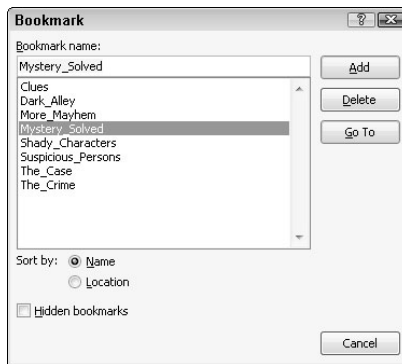 Bookmark
Bookmark name:
Mystery_Solved
Add
Clues
Dark_Alley
More_Mayhem
Mystery_Solved
Shady_Characters
Suspicious_Persons
The_Case
The_Crime
Delete
Go To
Sort by:
Name
Location
Hidden bookmarks
Cancel